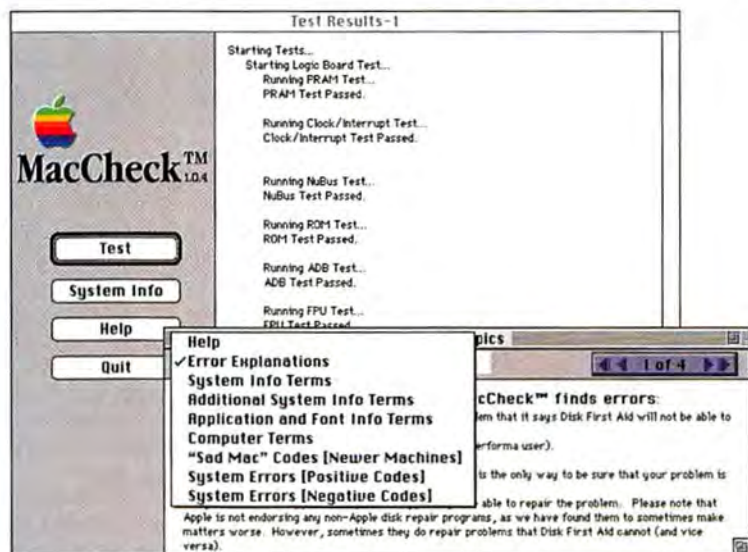 Test Results-1
Starting Tests...
Starting Logic Board Test...
Running PRAM Test...
PRAM Test Passed.
Running Clock/Interrupt Test...
Clock/Interrupt Test Passed.
Running NuBus Test...
NuBus Test Passed.
Running ROM Test...
ROM Test Passed.
Running ADB Test...
ADB Test Passed.
Running FPU Test...
FPU Test Passed
MacCheck™
1.0.4
Test
System Info
Help
Quit
Help
✓Error Explanations
System Info Terms
Additional System Info Terms
Application and Font Info Terms
Computer Terms
"Sad Mac" Codes [Newer Machines]
System Errors [Positive Codes]
System Errors [Negative Codes]
pics
1 of 4
cCheck™ finds errors:
lem that it says Disk First Aid will not be able to
erforma user).
is the only way to be sure that your problem is
able to repair the problem. Please note that
Apple is not endorsing any non-Apple disk repair programs, as we have found them to sometimes make
matters worse. However, sometimes they do repair problems that Disk First Aid cannot (and vice
versa).